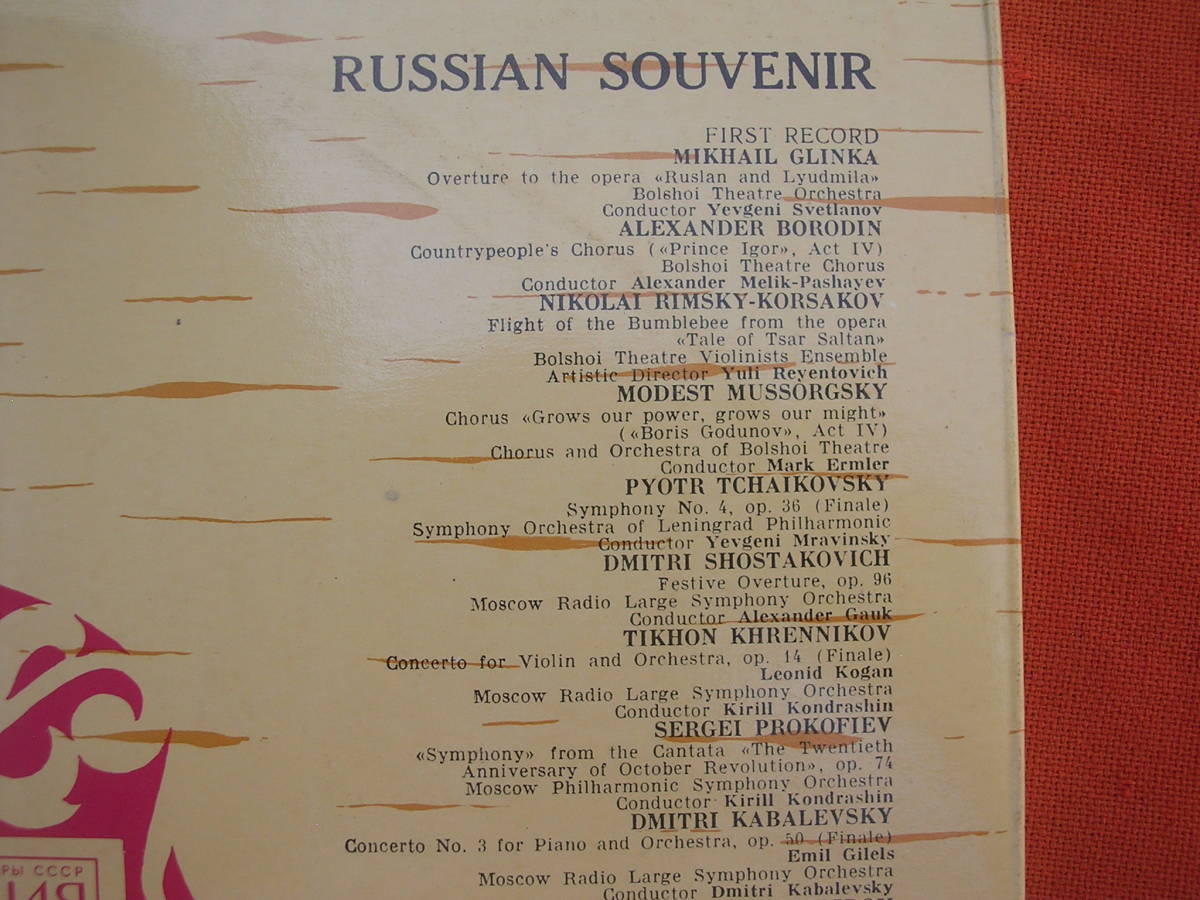 RUSSIAN SOUVENIR
FIRST RECORD
MIKHAIL GLINKA
Overture to the opera «Ruslan and Lyudmila»
Bolshoi Theatre Orchestra
Conductor Yevgeni Svetlanov
ALEXANDER BORODIN
Countrypeople's Chorus («Prince Igor», Act IV)
Bolshoi Theatre Chorus
Conductor Alexander Melik-Pashayev
NIKOLAI RIMSKY-KORSAKOV
Flight of the Bumblebee from the opera
«Tale of Tsar Saltan»
Bolshoi Theatre Violinists Ensemble
Artistic Director Yuli Reyentovich
MODEST MUSSORGSKY
Chorus «Grows our power, grows our might»
(«Boris Godunov», Act IV)
Chorus and Orchestra of Bolshoi Theatre
Conductor Mark Ermler
PYOTR TCHAIKOVSKY
Symphony No. 4, op. 36 (Finale)
Symphony Orchestra of Leningrad Philharmonic
Conductor Yevgeni Mravinsky
DMITRI SHOSTAKOVICH
Festive Overture, op. 96
Moscow Radio Large Symphony Orchestra
Conductor Alexander Gauk
TIKHON KHRENNIKOV
Concerto for Violin and Orchestra, op. 14 (Finale)
Leonid Kogan
Moscow Radio Large Symphony Orchestra
Conductor Kirill Kondrashin
SERGEI PROKOFIEV
«Symphony» from the Cantata «The Twentieth
Anniversary of October Revolution», op. 74
Moscow Philharmonic Symphony Orchestra
Conductor Kirill Kondrashin
DMITRI KABALEVSKY
Concerto No. 3 for Piano and Orchestra, op. 50 (Finale)
Emil Gilels
Moscow Radio Large Symphony Orchestra
Conductor Dmitri Kabalevsky
РЫ СССР